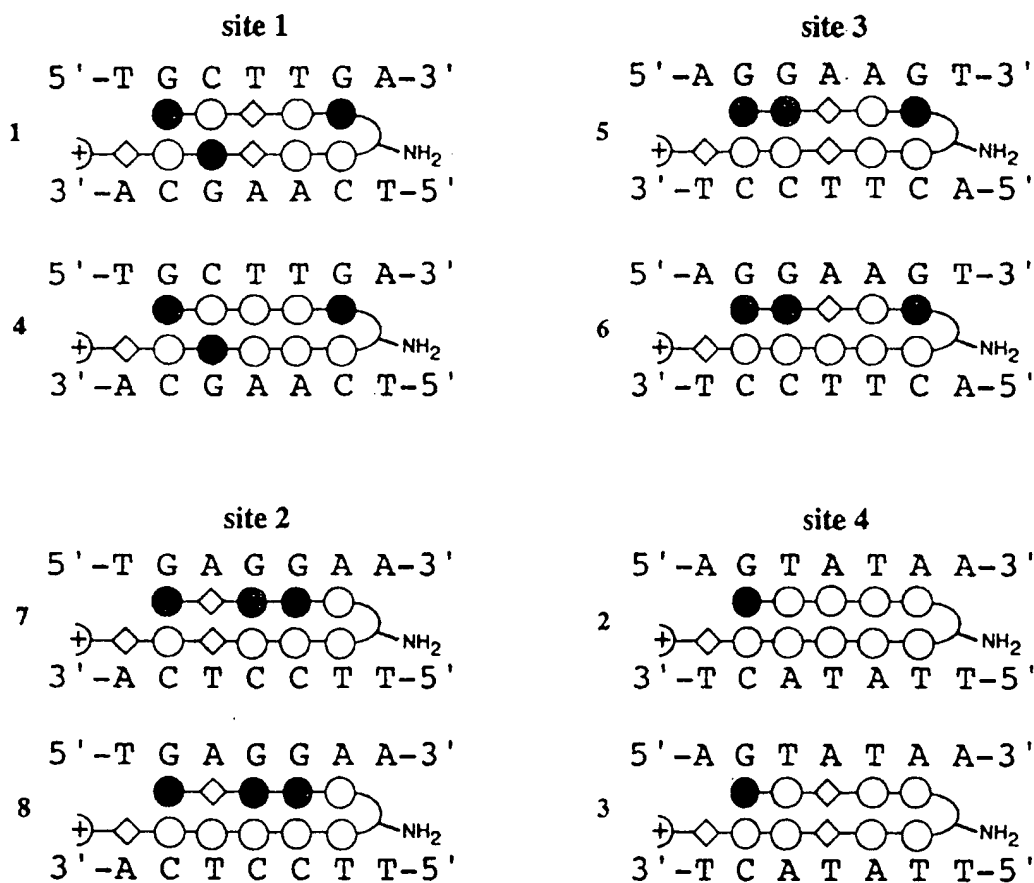 site 1
5'-T G C T T G A-3'
1
+
NH2
3'-A C G A A C T-5'
5'-T G C T T G A-3'
4
+
NH2
3'-A C G A A C T-5'
site 3
5'-A G G A A G T-3'
5
+
NH2
3'-T C C T T C A-5'
5'-A G G A A G T-3'
6
+
NH2
3'-T C C T T C A-5'
site 2
5'-T G A G G A A-3'
7
+
NH2
3'-A C T C C T T-5'
5'-T G A G G A A-3'
8
+
NH2
3'-A C T C C T T-5'
site 4
5'-A G T A T A A-3'
2
+
NH2
3'-T C A T A T T-5'
5'-A G T A T A A-3'
3
+
NH2
3'-T C A T A T T-5'